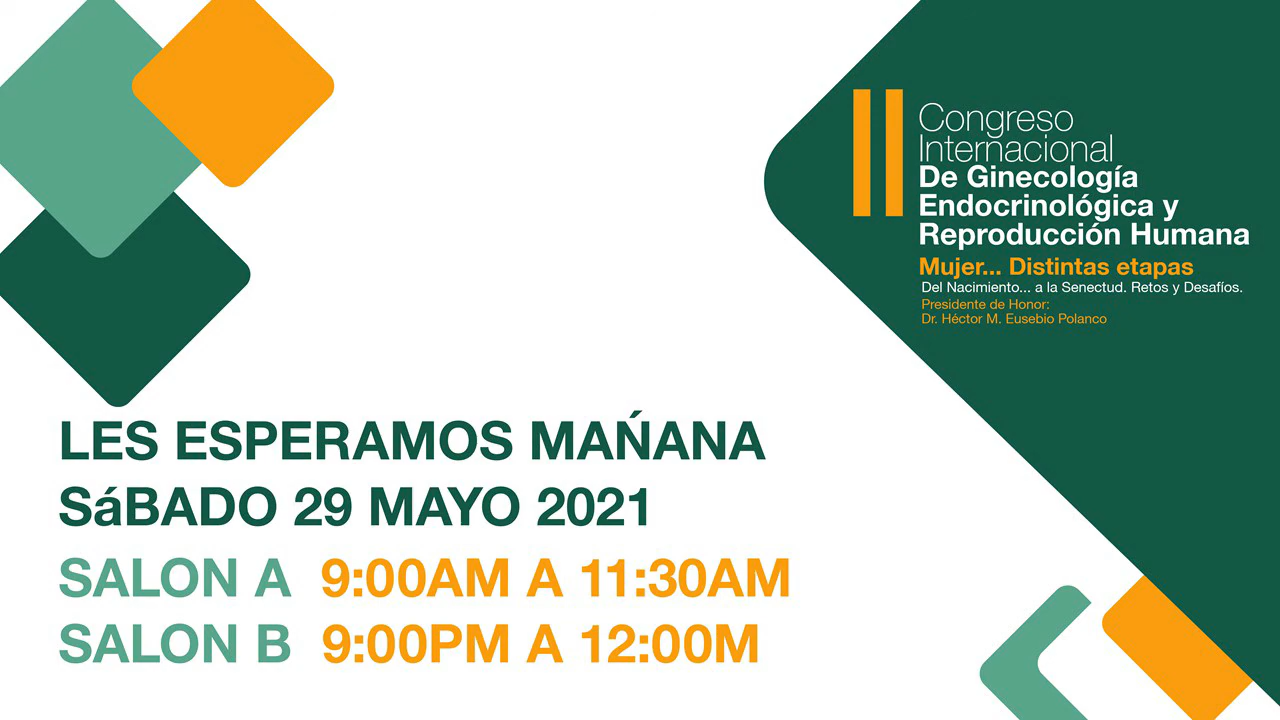 II
Congreso
Internacional
De Ginecología
Endocrinológica y
Reproducción Humana
Mujer... Distintas etapas
Del Nacimiento... a la Senectud. Retos y Desafíos.
Presidente de Honor:
Dr. Héctor M. Eusebio Polanco
LES ESPERAMOS MAŃANA
SáBADO 29 MAYO 2021
SALON A 9:00AM A 11:30AM
SALON B 9:00PM A 12:00M